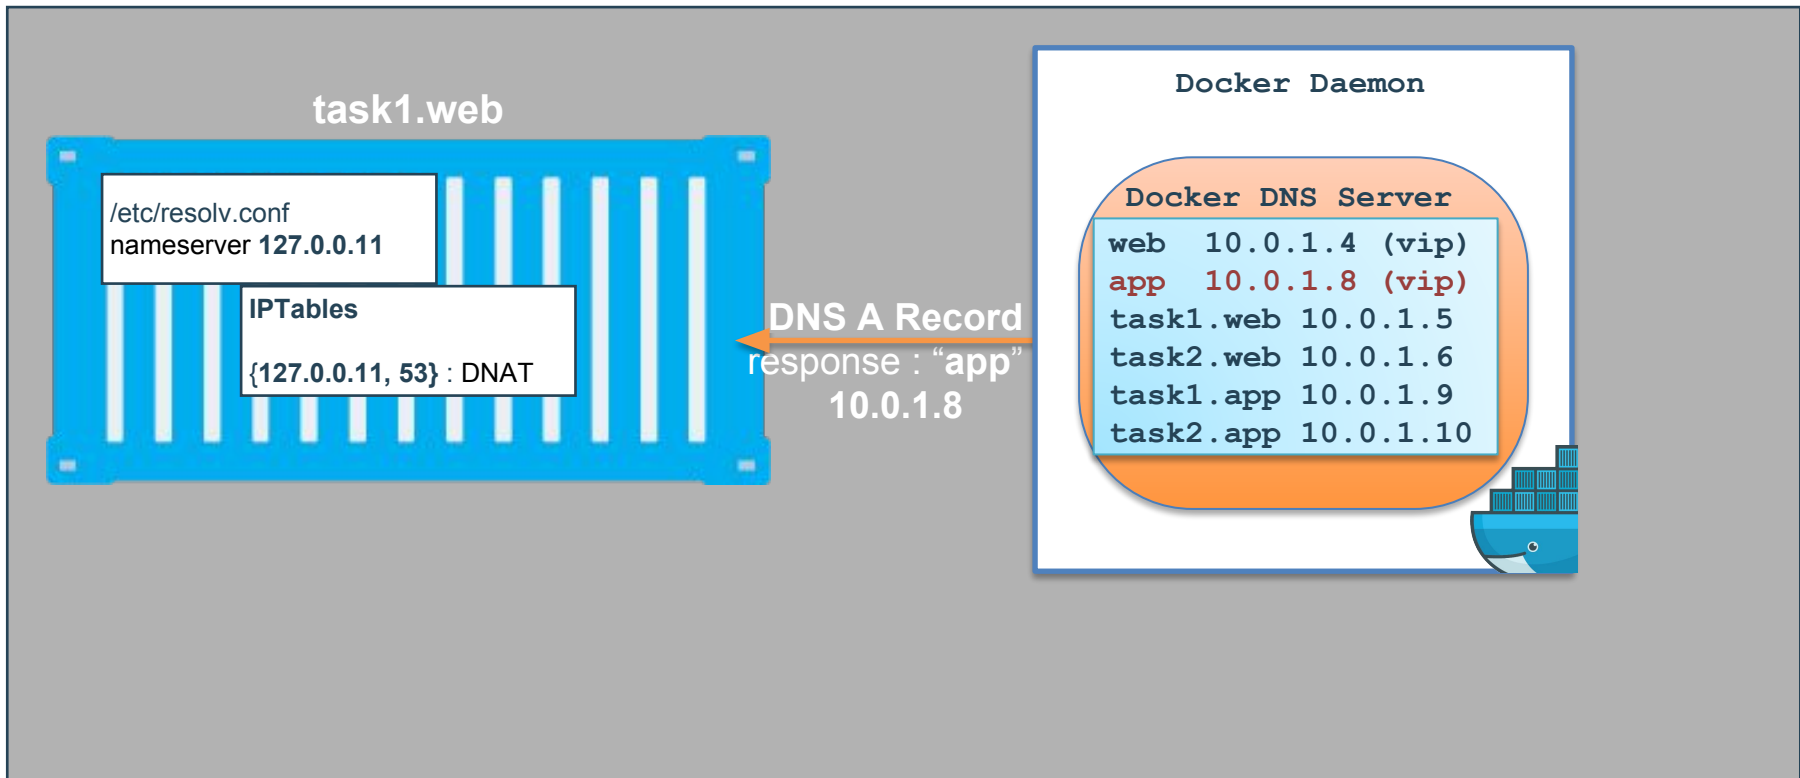 task1.web
/etc/resolv.conf
nameserver 127.0.0.11
IPTables
{127.0.0.11, 53} : DNAT
DNS A Record
response : “app”
10.0.1.8
Docker Daemon
Docker DNS Server
web 10.0.1.4 (vip)
app 10.0.1.8 (vip)
task1.web 10.0.1.5
task2.web 10.0.1.6
task1.app 10.0.1.9
task2.app 10.0.1.10